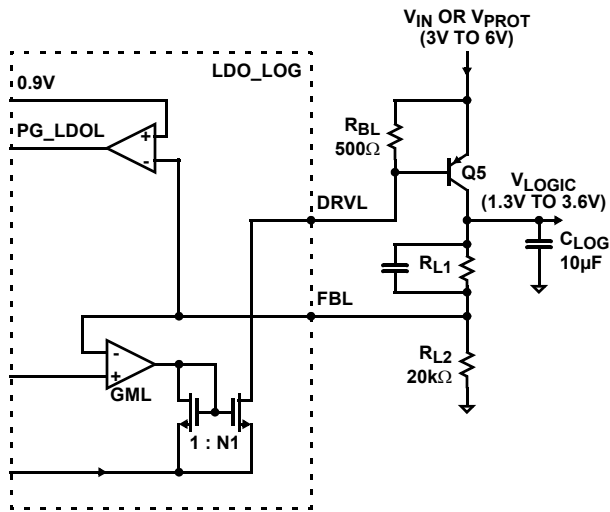 VIN OR VPROT
(3V TO 6V)
0.9V
LDO_LOG
PG_LDOL
+
-
RBL
500Ω
Q5
DRVL
VLOGIC
(1.3V TO 3.6V)
CLOG
10µF
RL1
FBL
-
+
GML
RL2
20kΩ
1 : N1